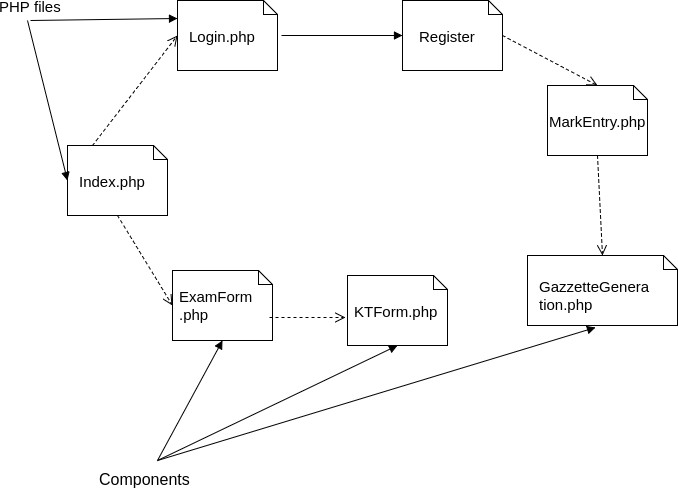 PHP files
Login.php
Register
MarkEntry.php
Index.php
ExamForm
.php
KTForm.php
GazzetteGenera
tion.php
Components